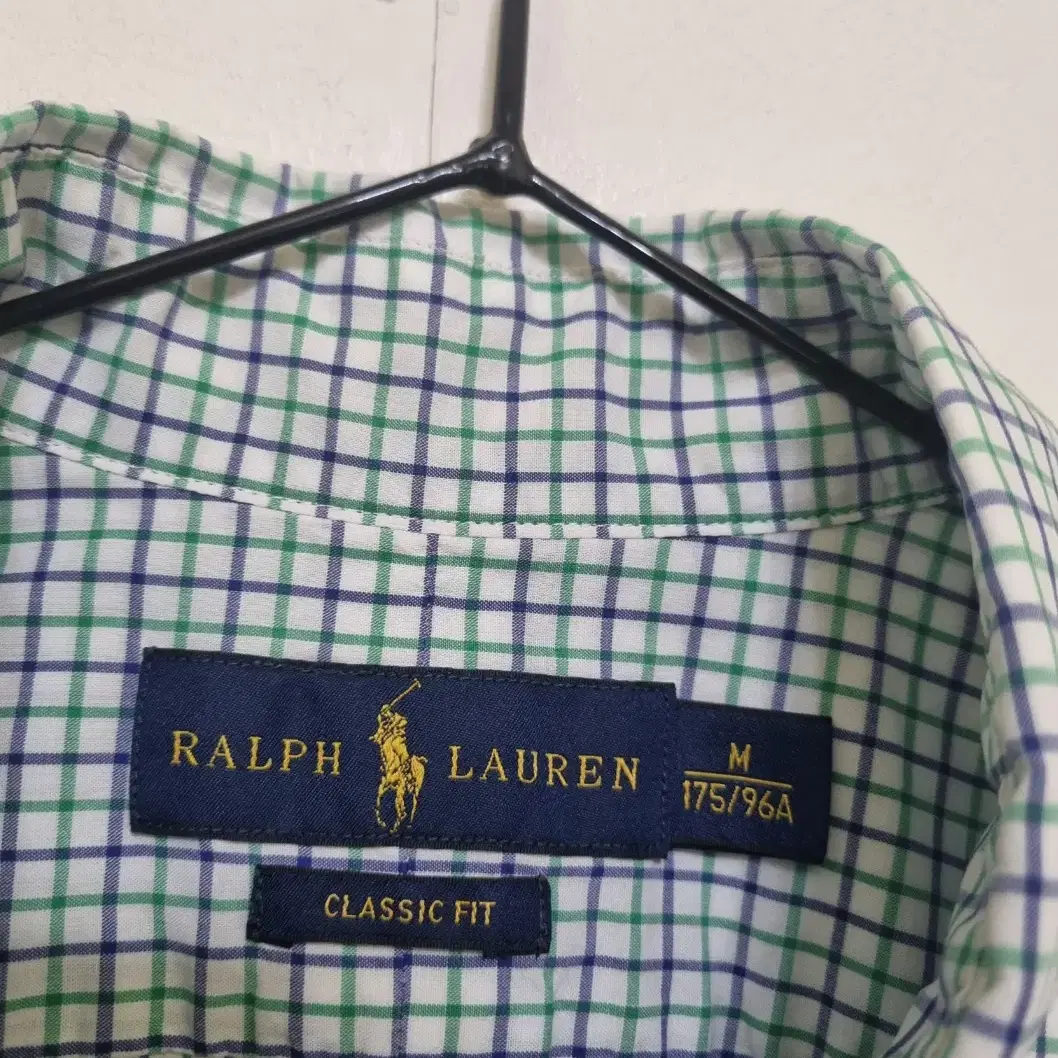 RALPH LAUREN
M
175/96A
CLASSIC FIT